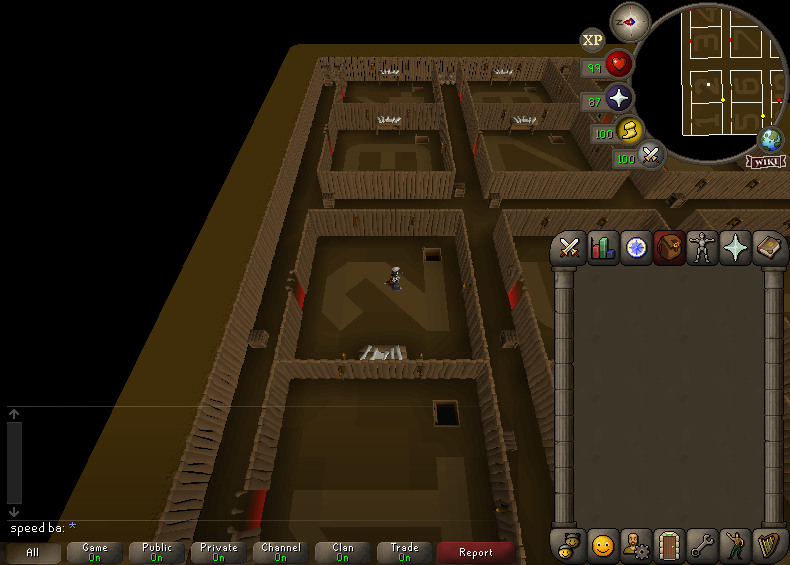 XP
99
87
100
100
WIKI
speed ba: *
All
Game
On
Public
On
Private
On
Channel
On
Clan
On
Trade
On
Report